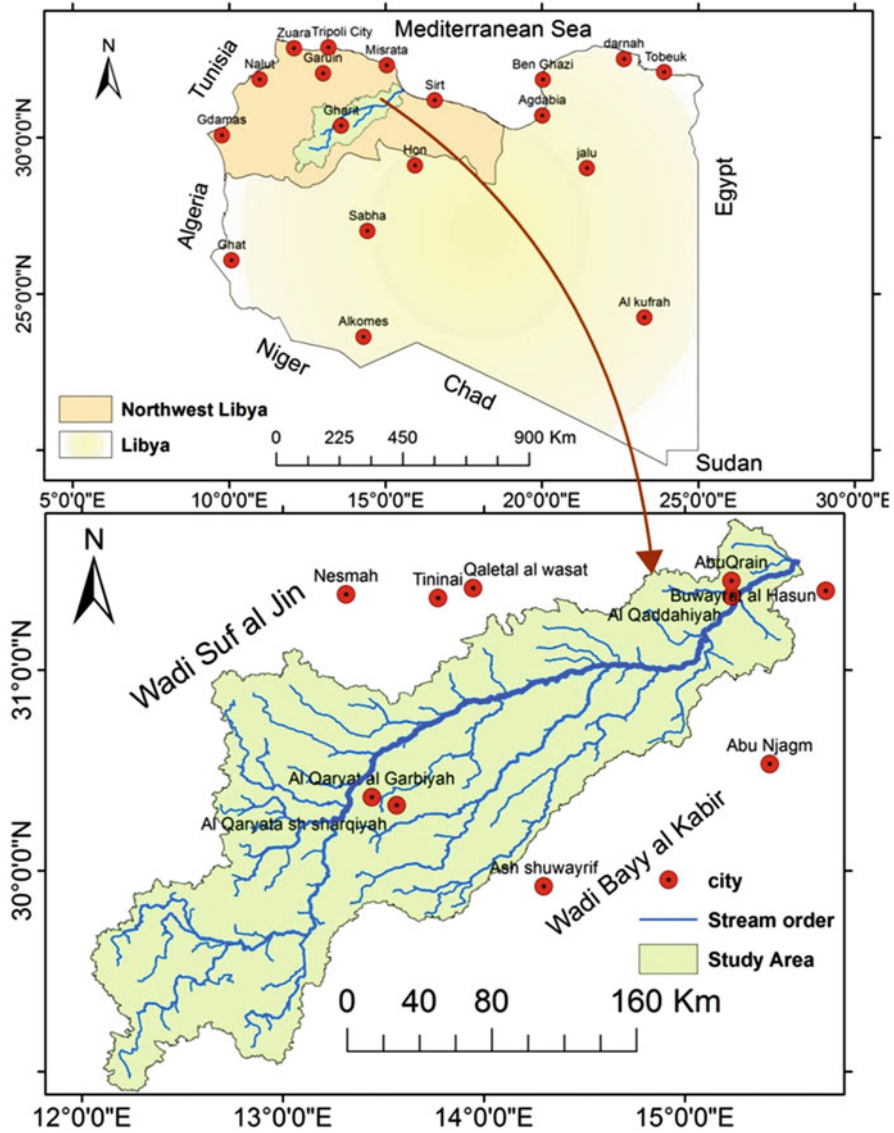 Mediterranean Sea
N
Zuara
Tripoli City
darnah
Tunisia
Garuin
Misrata
Ben Ghazi
Tobeuk
Nalut
Sirt
Agdabia
Gdamas
Gharit
30°0'0"N
Hon
jalu
Egypt
Algeria
Sabha
Ghat
25°0'0"N
Al kufrah
Alkomes
Niger
Chad
Northwest Libya
Libya
0 225 450 900 Km
Sudan
5°0'0"E 10°0'0"E 15°0'0"E 20°0'0"E 25°0'0"E 30°0'0"E
N
Nesmah
Tininai
Qaletal al wasat
AbuQrain
Buwayrat al Hasun
Al Qaddahiyah
Wadi Suf al Jin
31°0'0"N
Abu Njagm
Al Qaryat al Garbiyah
Al Qaryata sh sharqiyah
Wadi Bayy al Kabir
30°0'0"N
Ash shuwayrif
city
Stream order
Study Area
0 40 80 160 Km
12°0'0"E 13°0'0"E 14°0'0"E 15°0'0"E